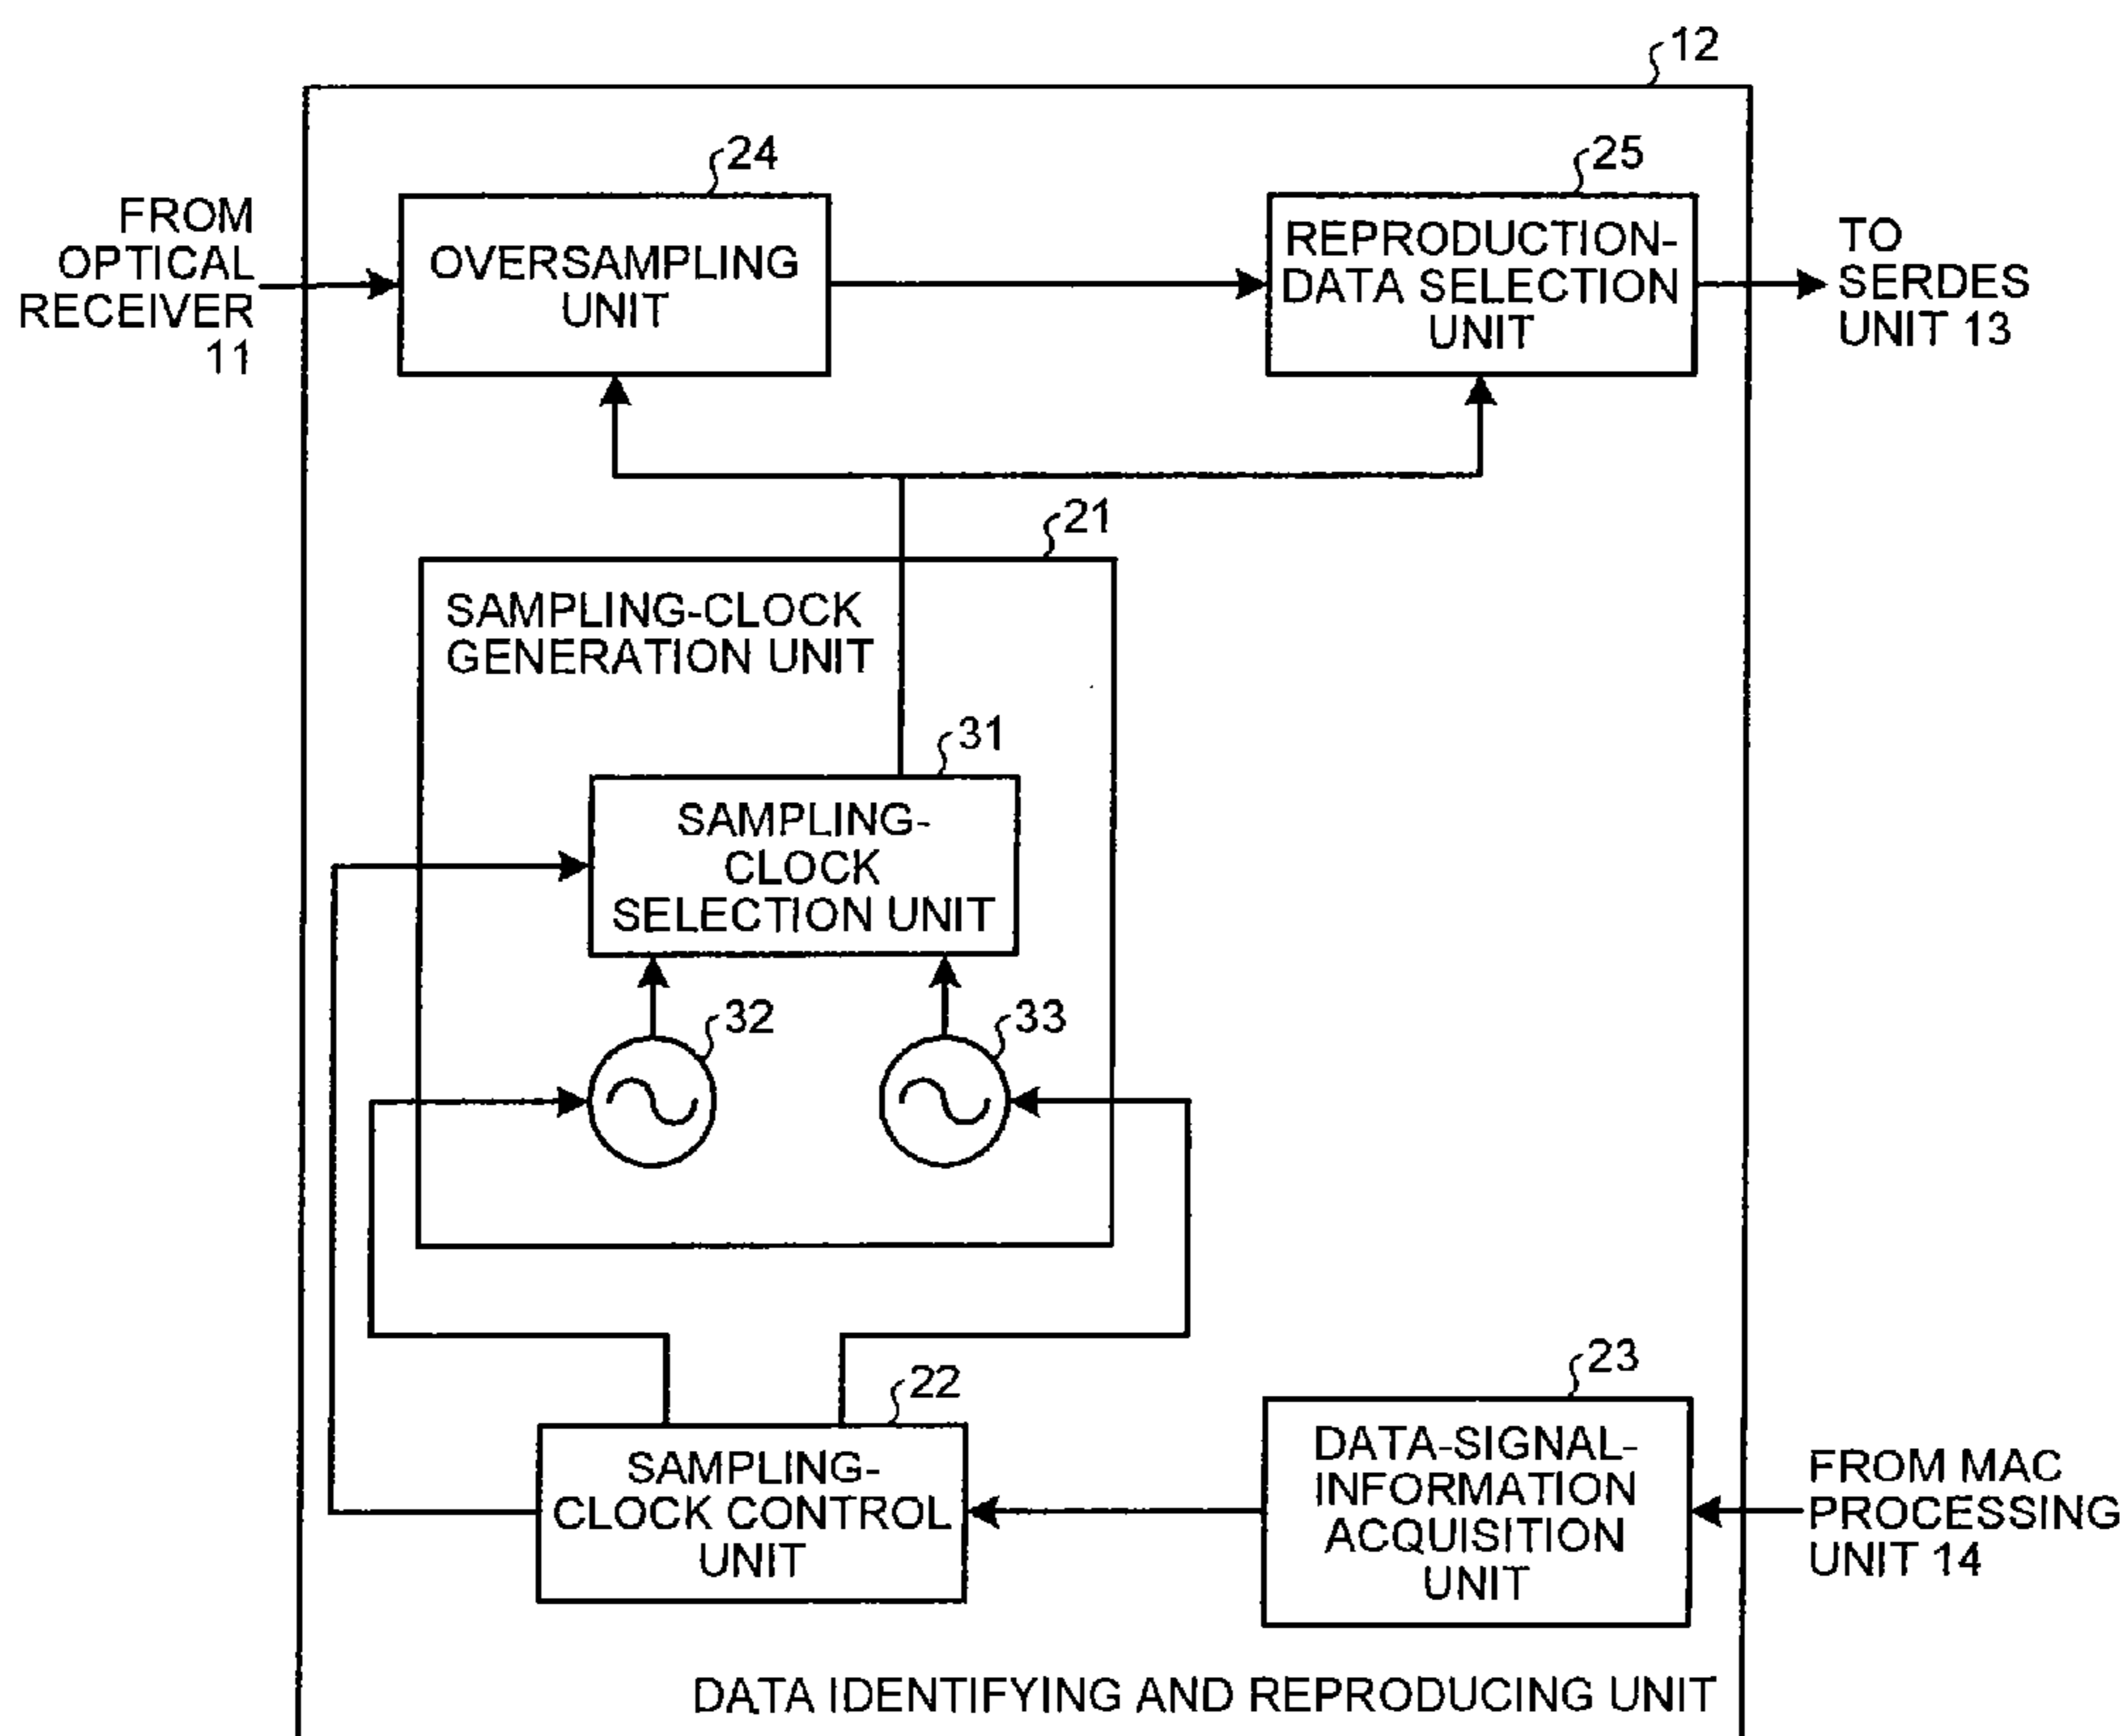 12
24
25
FROM
OPTICAL
RECEIVER
11
OVERSAMPLING
UNIT
REPRODUCTION-
DATA SELECTION
UNIT
TO
SERDES
UNIT 13
21
SAMPLING-CLOCK
GENERATION UNIT
31
SAMPLING-
CLOCK
SELECTION UNIT
32
33
22
23
SAMPLING-
CLOCK CONTROL
UNIT
DATA-SIGNAL-
INFORMATION
ACQUISITION
UNIT
FROM MAC
PROCESSING
UNIT 14
DATA IDENTIFYING AND REPRODUCING UNIT